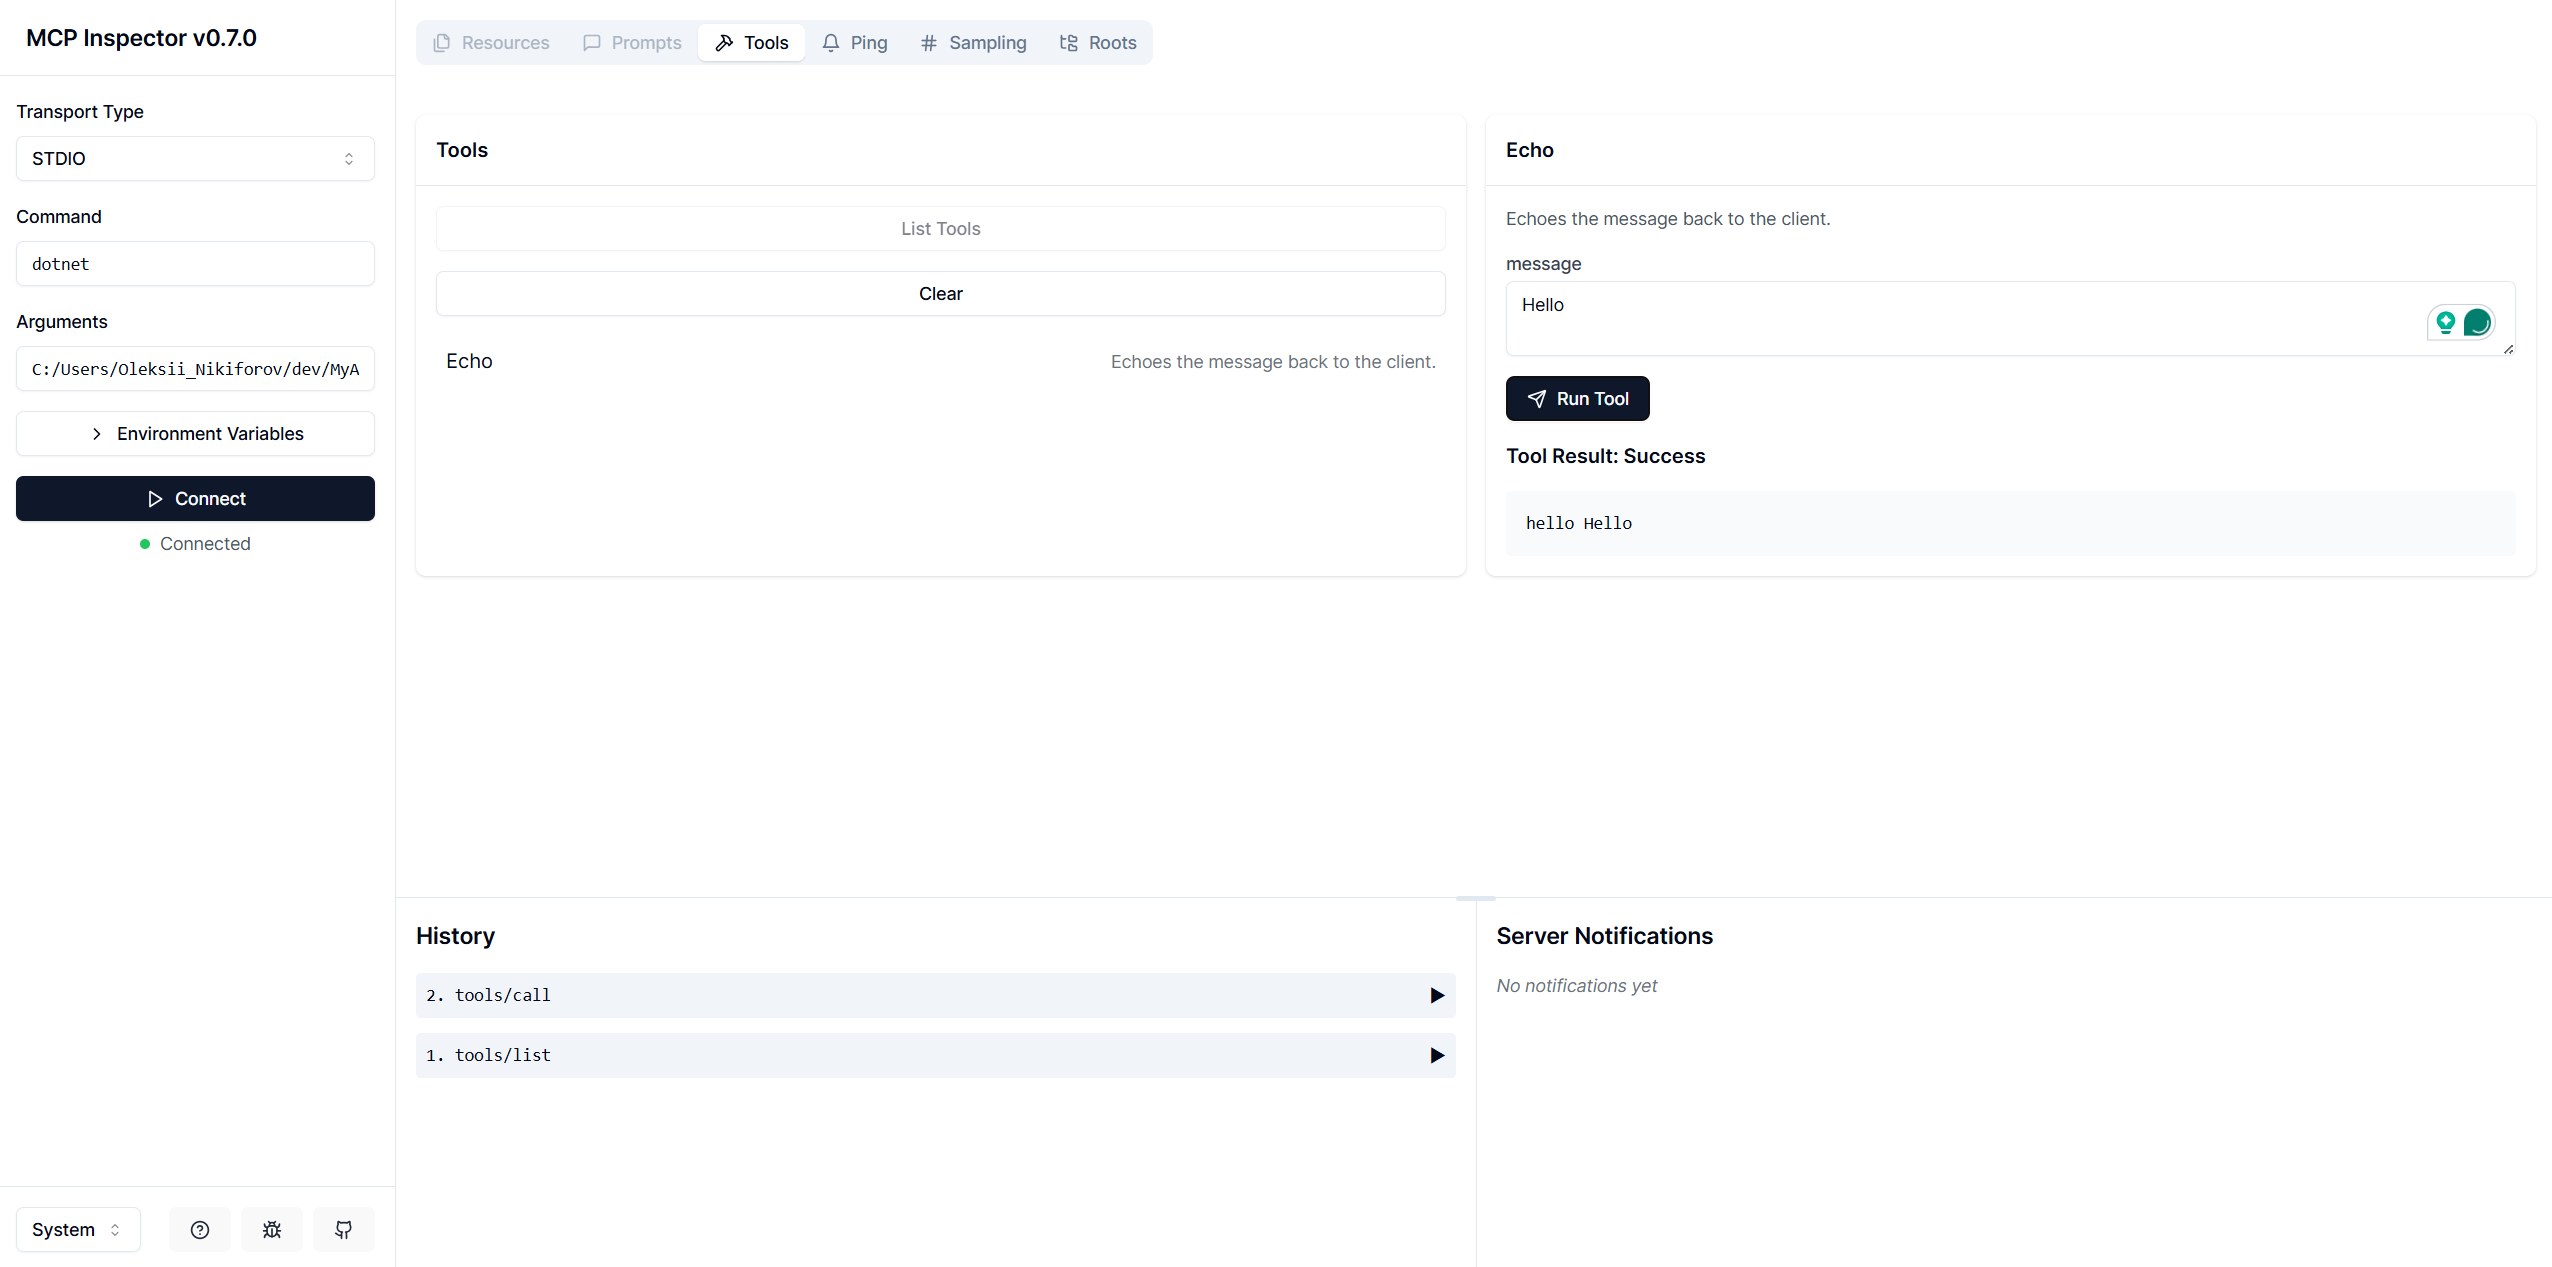 MCP Inspector v0.7.0
Transport Type
STDIO
Command
dotnet
Arguments
C:/Users/Oleksii_Nikiforov/dev/MyA
Environment Variables
Connect
Connected
System
Resources
Prompts
Tools
Ping
Sampling
Roots
Tools
List Tools
Clear
Echo
Echoes the message back to the client.
Echo
Echoes the message back to the client.
message
Hello
Run Tool
Tool Result: Success
hello Hello
History
2. tools/call
1. tools/list
Server Notifications
No notifications yet